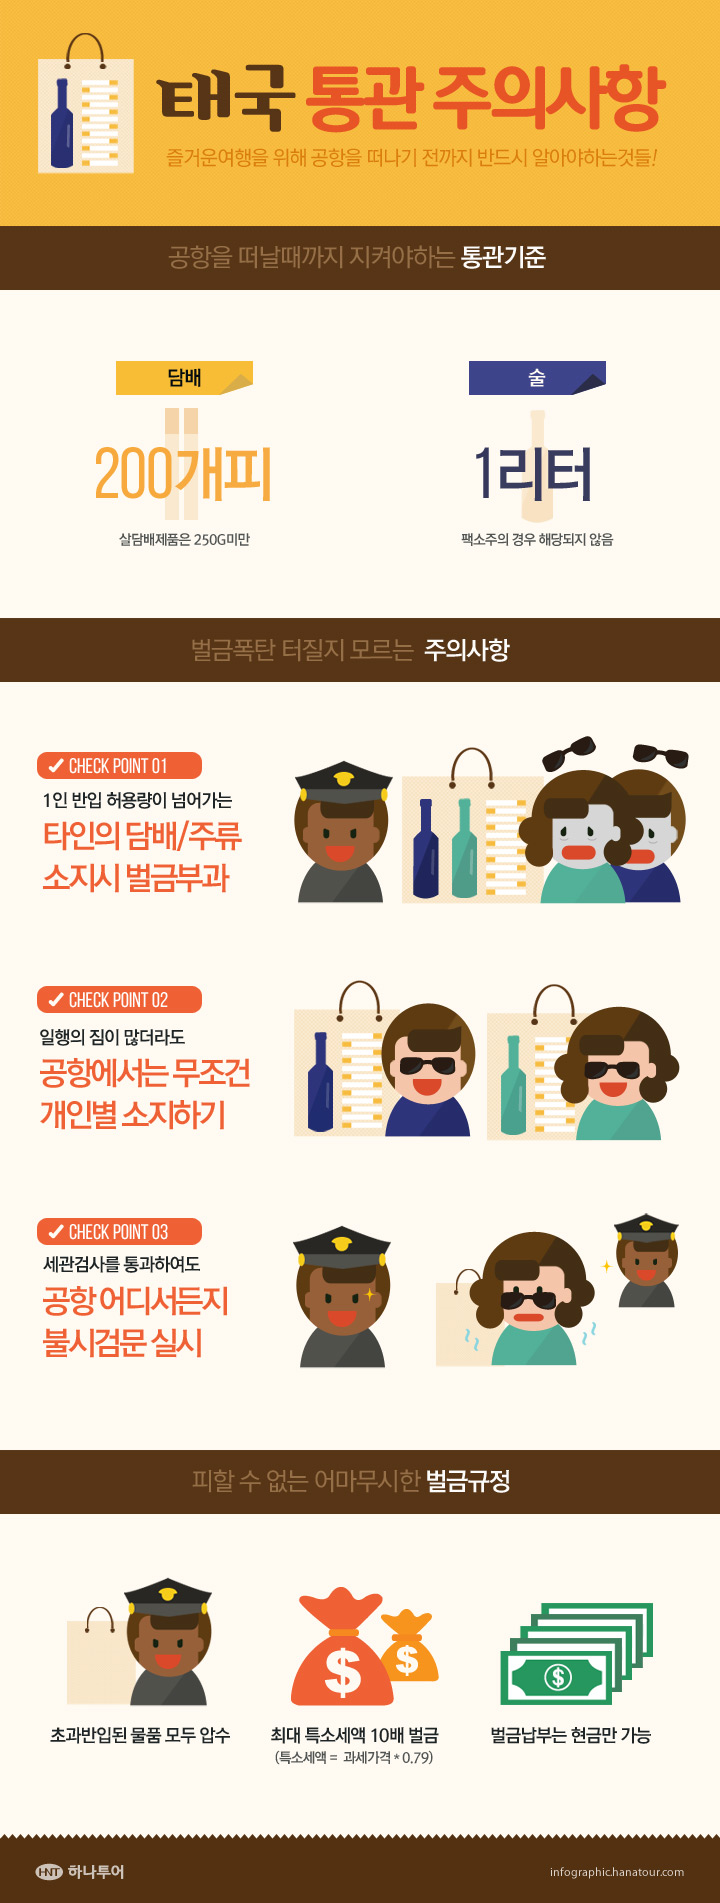 태국 통관 주의사항
즐거운여행을 위해 공항을 떠나기 전까지 반드시 알아야하는것들!
공항을 떠날때까지 지켜야하는 통관기준
담배
200개피
살담배제품은 250G미만
술
1리터
팩소주의 경우 해당되지 않음
벌금폭탄 터질지 모르는 주의사항
CHECK POINT 01
1인 반입 허용량이 넘어가는
타인의 담배/주류
소지시 벌금부과
CHECK POINT 02
일행의 짐이 많더라도
공항에서는 무조건
개인별 소지하기
CHECK POINT 03
세관검사를 통과하여도
공항 어디서든지
불시검문 실시
피할 수 없는 어마무시한 벌금규정
$
$
$
초과반입된 물품 모두 압수
최대 특소세액 10배 벌금
(특소세액 = 과세가격 * 0.79)
벌금납부는 현금만 가능
HNT 하나투어
infographic.hanatour.com